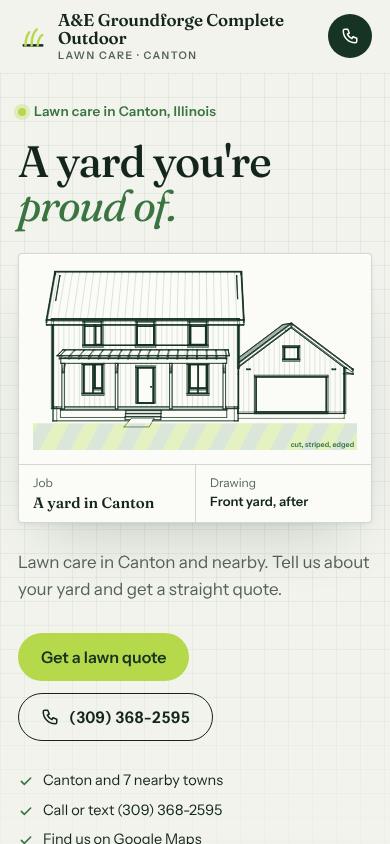 A&E Groundforge Complete
Outdoor
LAWN CARE · CANTON
Lawn care in Canton, Illinois
A yard you're
proud of.
cut, striped, edged
Job
A yard in Canton
Drawing
Front yard, after
Lawn care in Canton and nearby. Tell us about
your yard and get a straight quote.
Get a lawn quote
(309) 368-2595
Canton and 7 nearby towns
Call or text (309) 368-2595
Find us on Google Maps